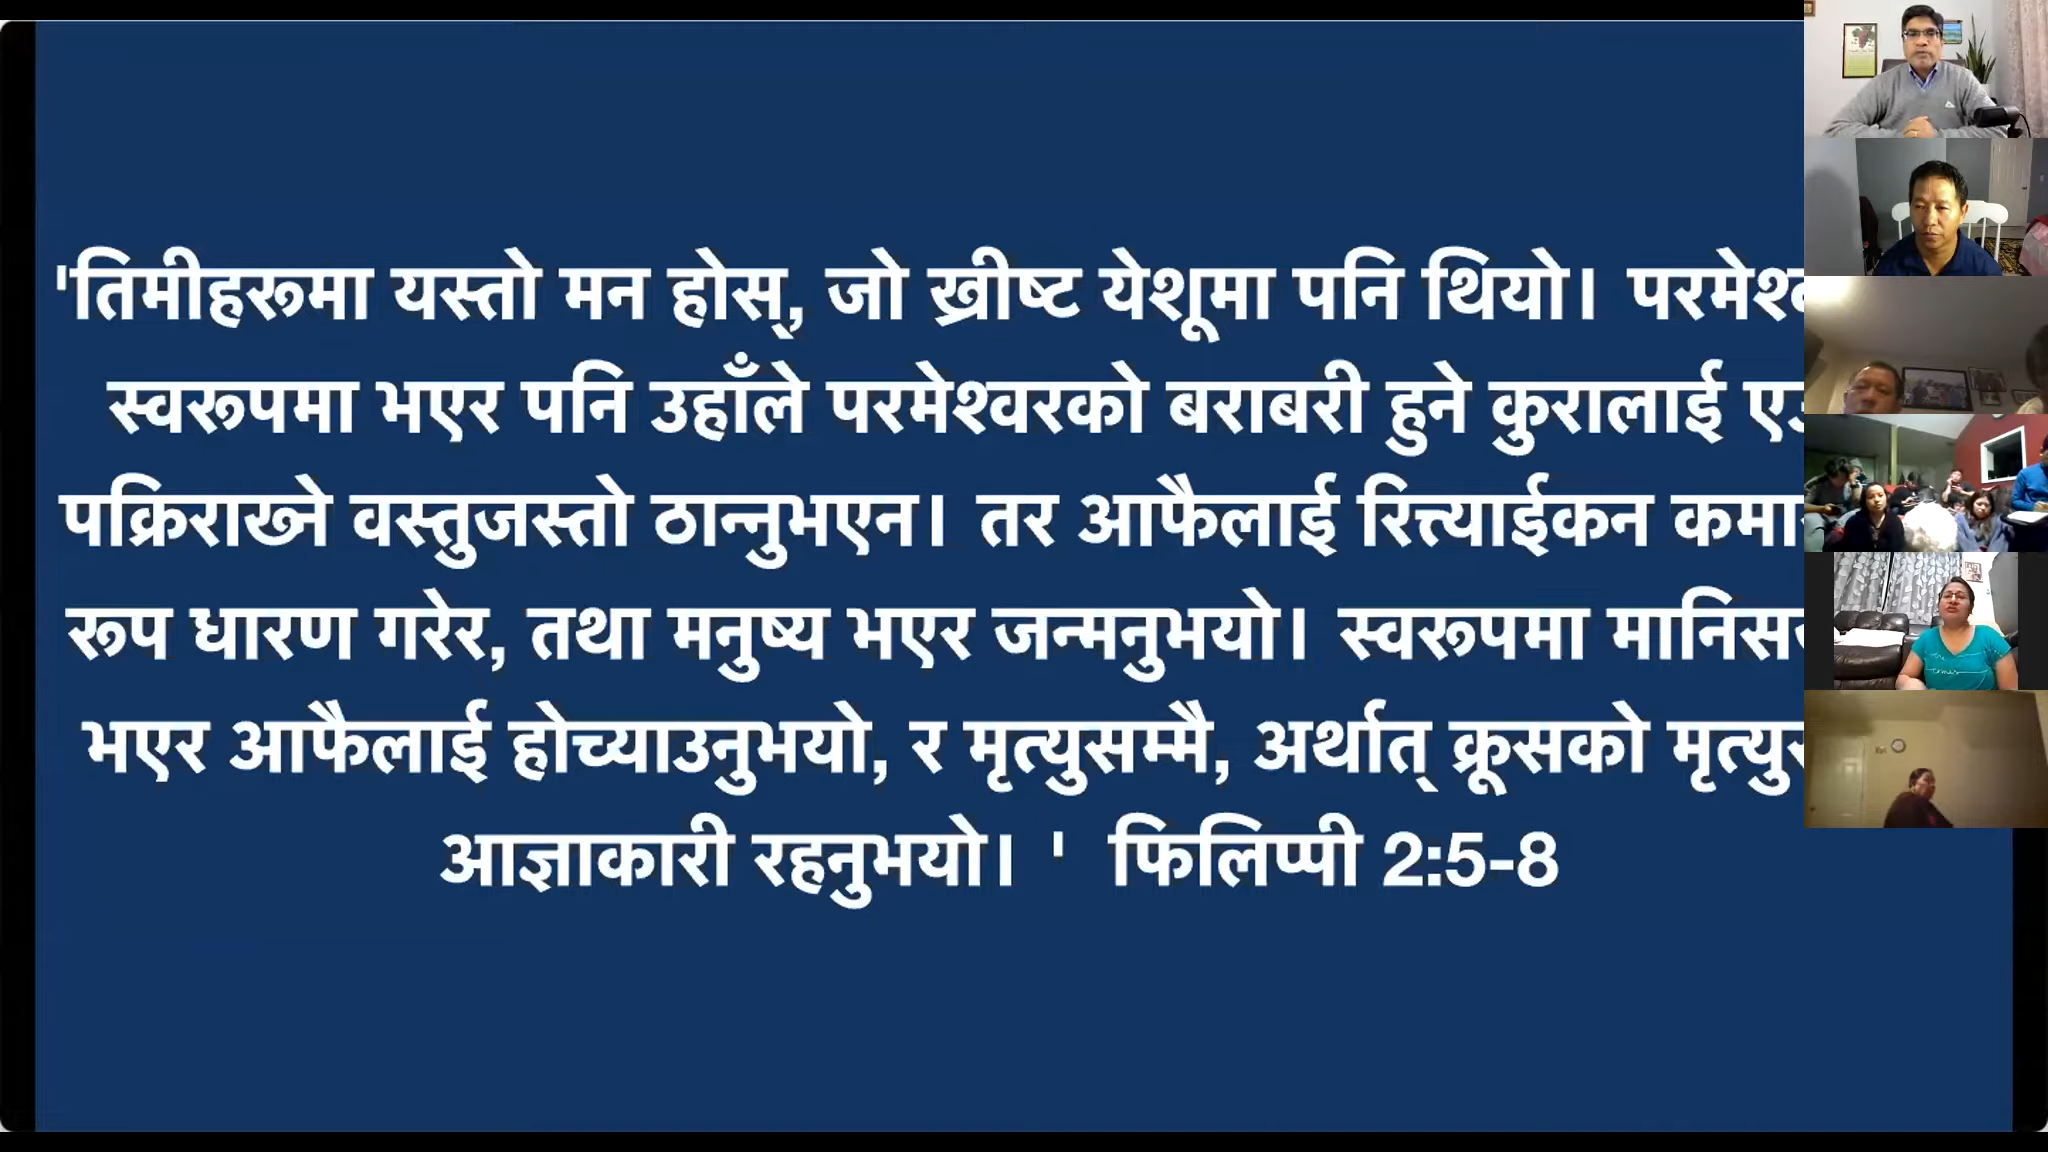 'तिमीहरूमा यस्तो मन होस्, जो ख्रीष्ट येशूमा पनि थियो। 
स्वरूपमा भएर पनि उहाँले परमेश्वरको बराबरी हुने कुरालाई
पक्रिराख्ने वस्तुजस्तो ठान्नुभएन। तर आफैलाई रित्त्याईकन
रूप धारण गरेर, तथा मनुष्य भएर जन्मनुभयो। स्वरूपमा
भएर आफैलाई होच्याउनुभयो, र मृत्युसम्मै, अर्थात् क्रूसको
आज्ञाकारी रहनुभयो। ' फिलिप्पी 2:5-8